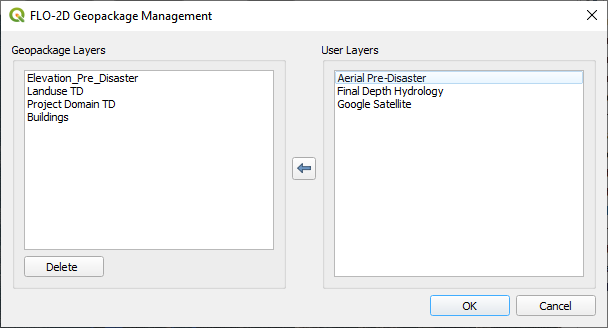 FLO-2D Geopackage Management
Geopackage Layers
Elevation_Pre_Disaster
Landuse TD
Project Domain TD
Buildings
Delete
User Layers
Aerial Pre-Disaster
Final Depth Hydrology
Google Satellite
OK
Cancel